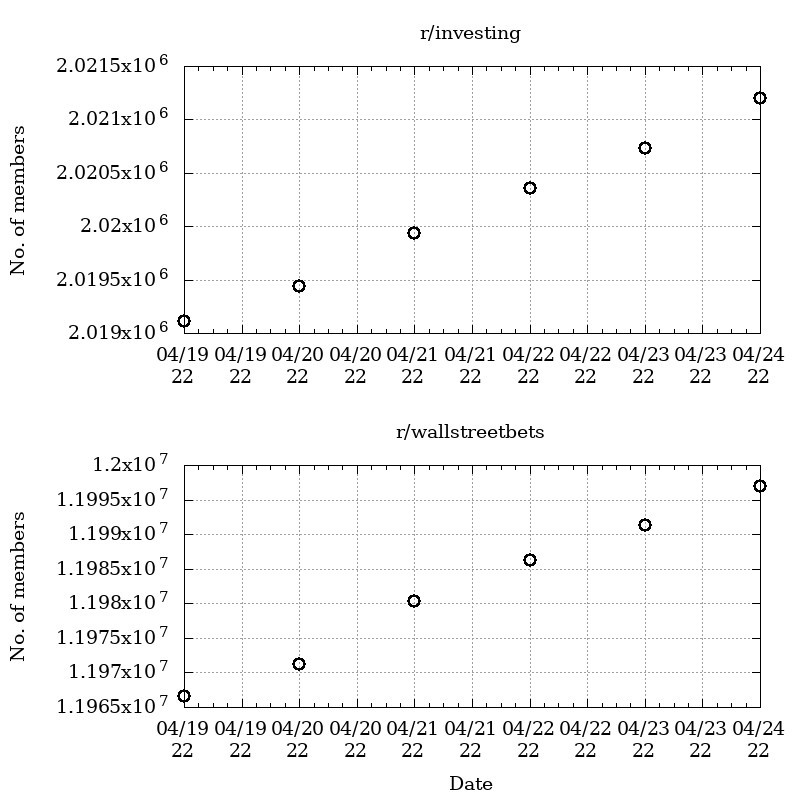 r/investing
2.0215x10^6
2.021x10^6
2.0205x10^6
2.02x10^6
2.0195x10^6
2.019x10^6
No. of members
04/19 04/19 04/20 04/20 04/21 04/21 04/22 04/22 04/23 04/23 04/24
22 22 22 22 22 22 22 22 22 22 22
r/wallstreetbets
1.2x10^7
1.1995x10^7
1.199x10^7
1.1985x10^7
1.198x10^7
1.1975x10^7
1.197x10^7
1.1965x10^7
No. of members
04/19 04/19 04/20 04/20 04/21 04/21 04/22 04/22 04/23 04/23 04/24
22 22 22 22 22 22 22 22 22 22 22
Date